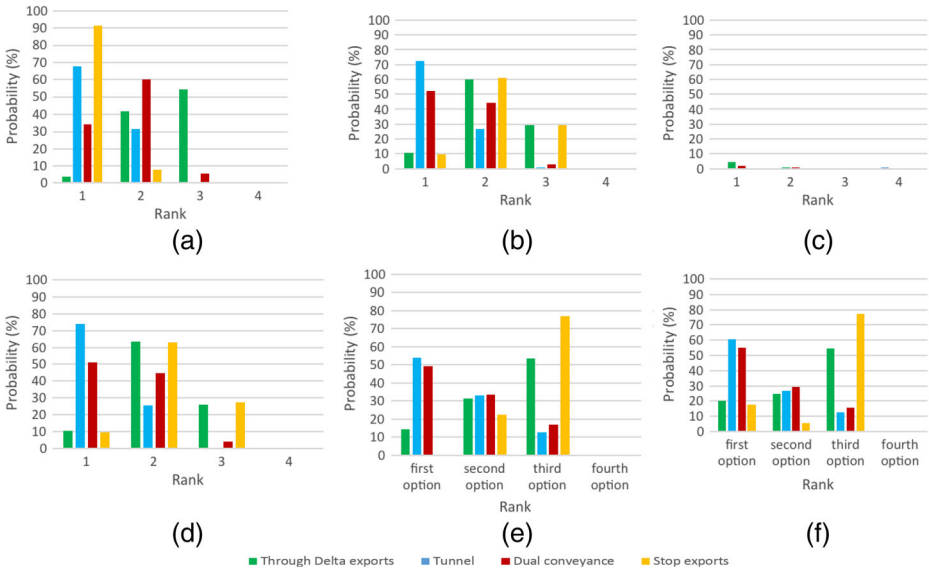 100
90
80
70
60
50
40
30
20
10
0
Probability (%)
1 2 3 4
Rank
(a)
100
90
80
70
60
50
40
30
20
10
0
Probability (%)
1 2 3 4
Rank
(b)
100
90
80
70
60
50
40
30
20
10
0
Probability (%)
1 2 3 4
Rank
(c)
100
90
80
70
60
50
40
30
20
10
0
Probability (%)
1 2 3 4
Rank
(d)
100
90
80
70
60
50
40
30
20
10
0
Probability (%)
first second third fourth
option option option option
Rank
(e)
100
90
80
70
60
50
40
30
20
10
0
Probability (%)
first second third fourth
option option option option
Rank
(f)
Through Delta exports Tunnel Dual conveyance Stop exports